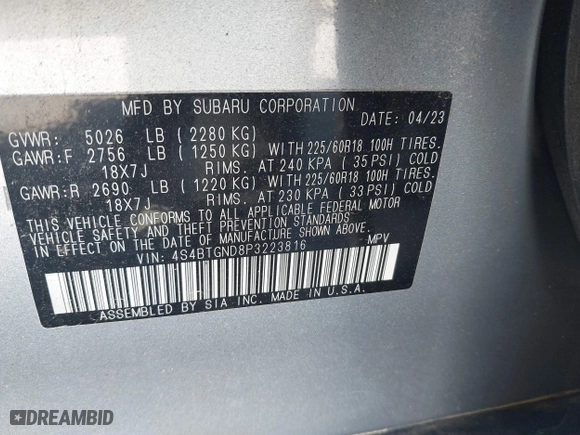 MFD BY SUBARU CORPORATION DATE: 04/23
GVWR: 5026 LB (2280 KG)
GAWR:F 2756 LB (1250 KG) WITH 225/60R18 100H TIRES.
18X7J RIMS. AT 240 KPA (35 PSI) COLD
GAWR:R 2690 LB (1220 KG) WITH 225/60R18 100H TIRES.
18X7J RIMS. AT 230 KPA (33 PSI) COLD
THIS VEHICLE CONFORMS TO ALL APPLICABLE FEDERAL MOTOR
VEHICLE SAFETY AND THEFT PREVENTION STANDARDS
IN EFFECT ON THE DATE OF MANUFACTURE SHOWN ABOVE.
VIN: 4S4BTGND8P3223816 MPV
ASSEMBLED BY SIA INC. MADE IN U.S.A.
DREAMBID